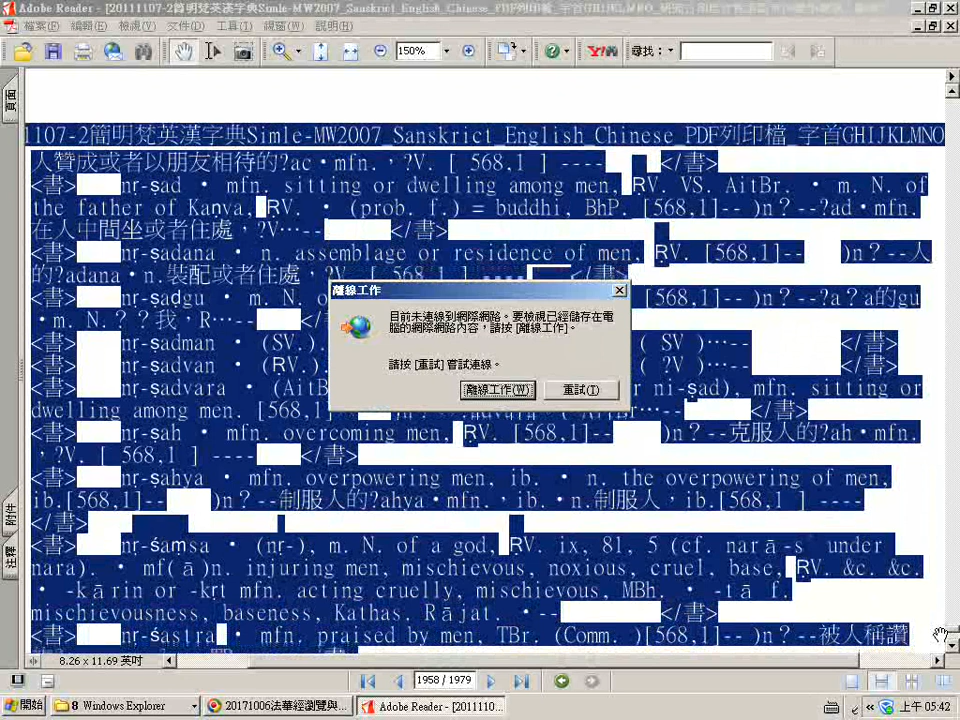 Adobe Reader - [20111107-2簡明梵英漢字典Simle-MW2007_Sanskrict_English_Chinese_PDF列印檔_字首GHIJKLMNO
檔案(F) 編輯(E) 檢視(V) 文件(D) 工具(T) 視窗(W) 說明(H)
150% Y! 尋找:
頁面
1107-2簡明梵英漢字典Simle-MW2007_Sanskrict_English_Chinese_PDF列印檔_字首GHIJKLMNO
人贊成或者以朋友相待的?ac·mfn.，?V. [ 568,1 ] ---- </書>
<書> nṛ-ṣad · mfn. sitting or dwelling among men, ṚV. VS. AitBr. · m. N. of
the father of Kaṇva, ṚV. · (prob. f.) = buddhi, BhP. [568,1]-- )n？--?ad·mfn.
在人中間坐或者住處，?V…-- </書>
<書> nṛ-ṣadana · n. assemblage or residence of men, ṚV. [568,1]-- )n？--人
的?adana·n.裝配或者住處，?V. [ 568,1 ] ---- </書>
<書> nṛ-ṣadgu · m. N. o [568,1]-- )n？--?a？a的gu
·m. N.？？我，R…--
<書> nṛ-ṣadman · (SV.). ( SV )…-- </書>
<書> nṛ-ṣadvan · (RV. ( ?V )…-- </書>
<書> nṛ-ṣadvara · (Ait r ni-ṣad), mfn. sitting or
dwelling among men. [568,1] …-- </書>
<書> nṛ-ṣah · mfn. overcoming men, ṚV. [568,1]-- )n？--克服人的?ah·mfn.
，?V. [ 568,1 ] ---- </書>
<書> nṛ-ṣahya · mfn. overpowering men, ib. · n. the overpowering of men,
ib.[568,1]-- )n？--制服人的?ahya·mfn.，ib.·n.制服人，ib.[568,1 ] ----
</書>
<書> nṛ-śaṃsa · (nṛ-), m. N. of a god, ṚV. ix, 81, 5 (cf. narā-s˚ under
nara). · mf(ā)n. injuring men, mischievous, noxious, cruel, base, ṚV. &c. &c.
· -kārin or -kṛt mfn. acting cruelly, mischievous, MBh. · -tā f.
mischievousness, baseness, Kathas. Rājat. ·-- </書>
<書> nṛ-śastra · mfn. praised by men, TBr. (Comm. )[568,1]-- )n？--被人稱讚
離線工作
目前未連線到網際網路。要檢視已經儲存在電
腦的網際網路內容，請按 [離線工作]。
請按 [重試] 嘗試連線。
離線工作(W) 重試(T)
附件
注釋
8.26 x 11.69 英吋
1958 / 1979
開始 8 Windows Explorer 20171006法華經瀏覽與... Adobe Reader - [2011110... 上午 05:42